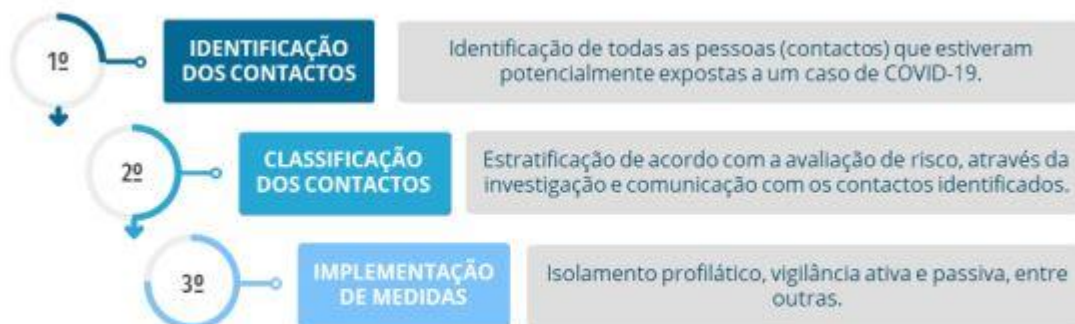 1º
IDENTIFICAÇÃO
DOS CONTACTOS
Identificação de todas as pessoas (contactos) que estiveram
potencialmente expostas a um caso de COVID-19.
2º
CLASSIFICAÇÃO
DOS CONTACTOS
Estratificação de acordo com a avaliação de risco, através da
investigação e comunicação com os contactos identificados.
3º
IMPLEMENTAÇÃO
DE MEDIDAS
Isolamento profilático, vigilância ativa e passiva, entre
outras.